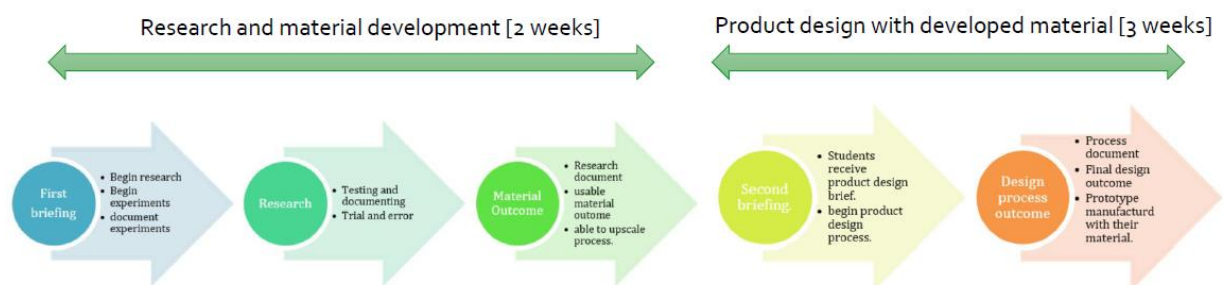 Research and material development [2 weeks]
Product design with developed material [3 weeks]
First
briefing
• Begin research
• Begin
experiments
• document
experiments
Research
• Testing and
documenting
• Trial and error
Material
Outcome
• Research
document
• usable
material
outome
• able to upscale
process.
Second
briefing.
• Students
receive
product design
brief.
• begin product
design
process.
Design
process
outcome
• Process
document
• Final design
outcome
• Prototype
manufacturd
with their
material.